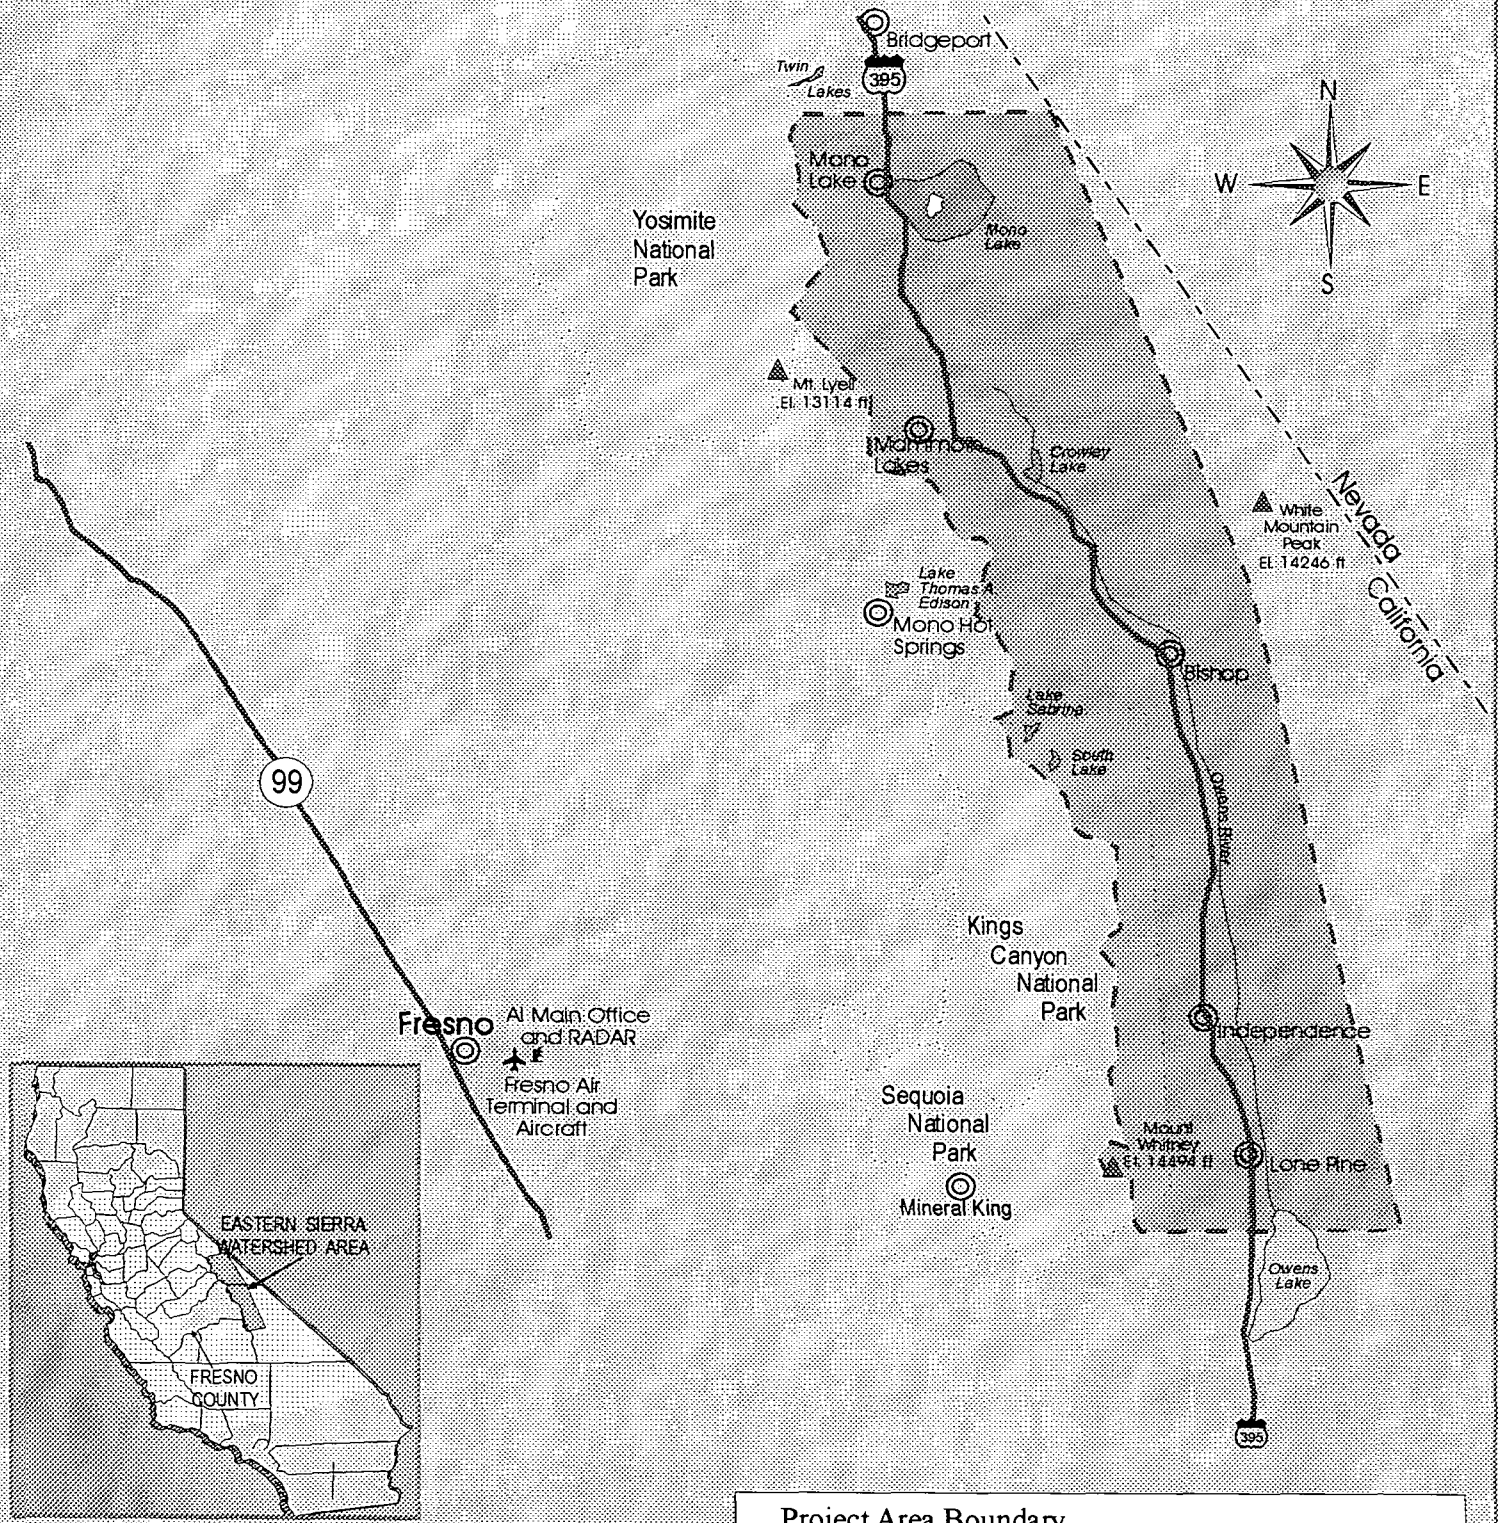 Bridgeport
Twin
Lakes
395
N
W
E
S
Mono
Lake
Mono
Lake
Yosimite
National
Park
Mt. Lyell
El. 13114 ft
Mammoth
Lakes
Crowley
Lake
Nevada
California
White
Mountain
Peak
El. 14246 ft
Lake
Thomas A.
Edison
Mono Hot
Springs
Bishop
Lake
Sabrina
South
Lake
Owens River
99
Kings
Canyon
National
Park
Fresno
AI Main Office
and RADAR
Fresno Air
Terminal and
Aircraft
Independence
Sequoia
National
Park
Mineral King
Mount
Whitney
El. 14494 ft
Lone Pine
Owens
Lake
395
EASTERN SIERRA
WATERSHED AREA
FRESNO
COUNTY
Project Area Boundary